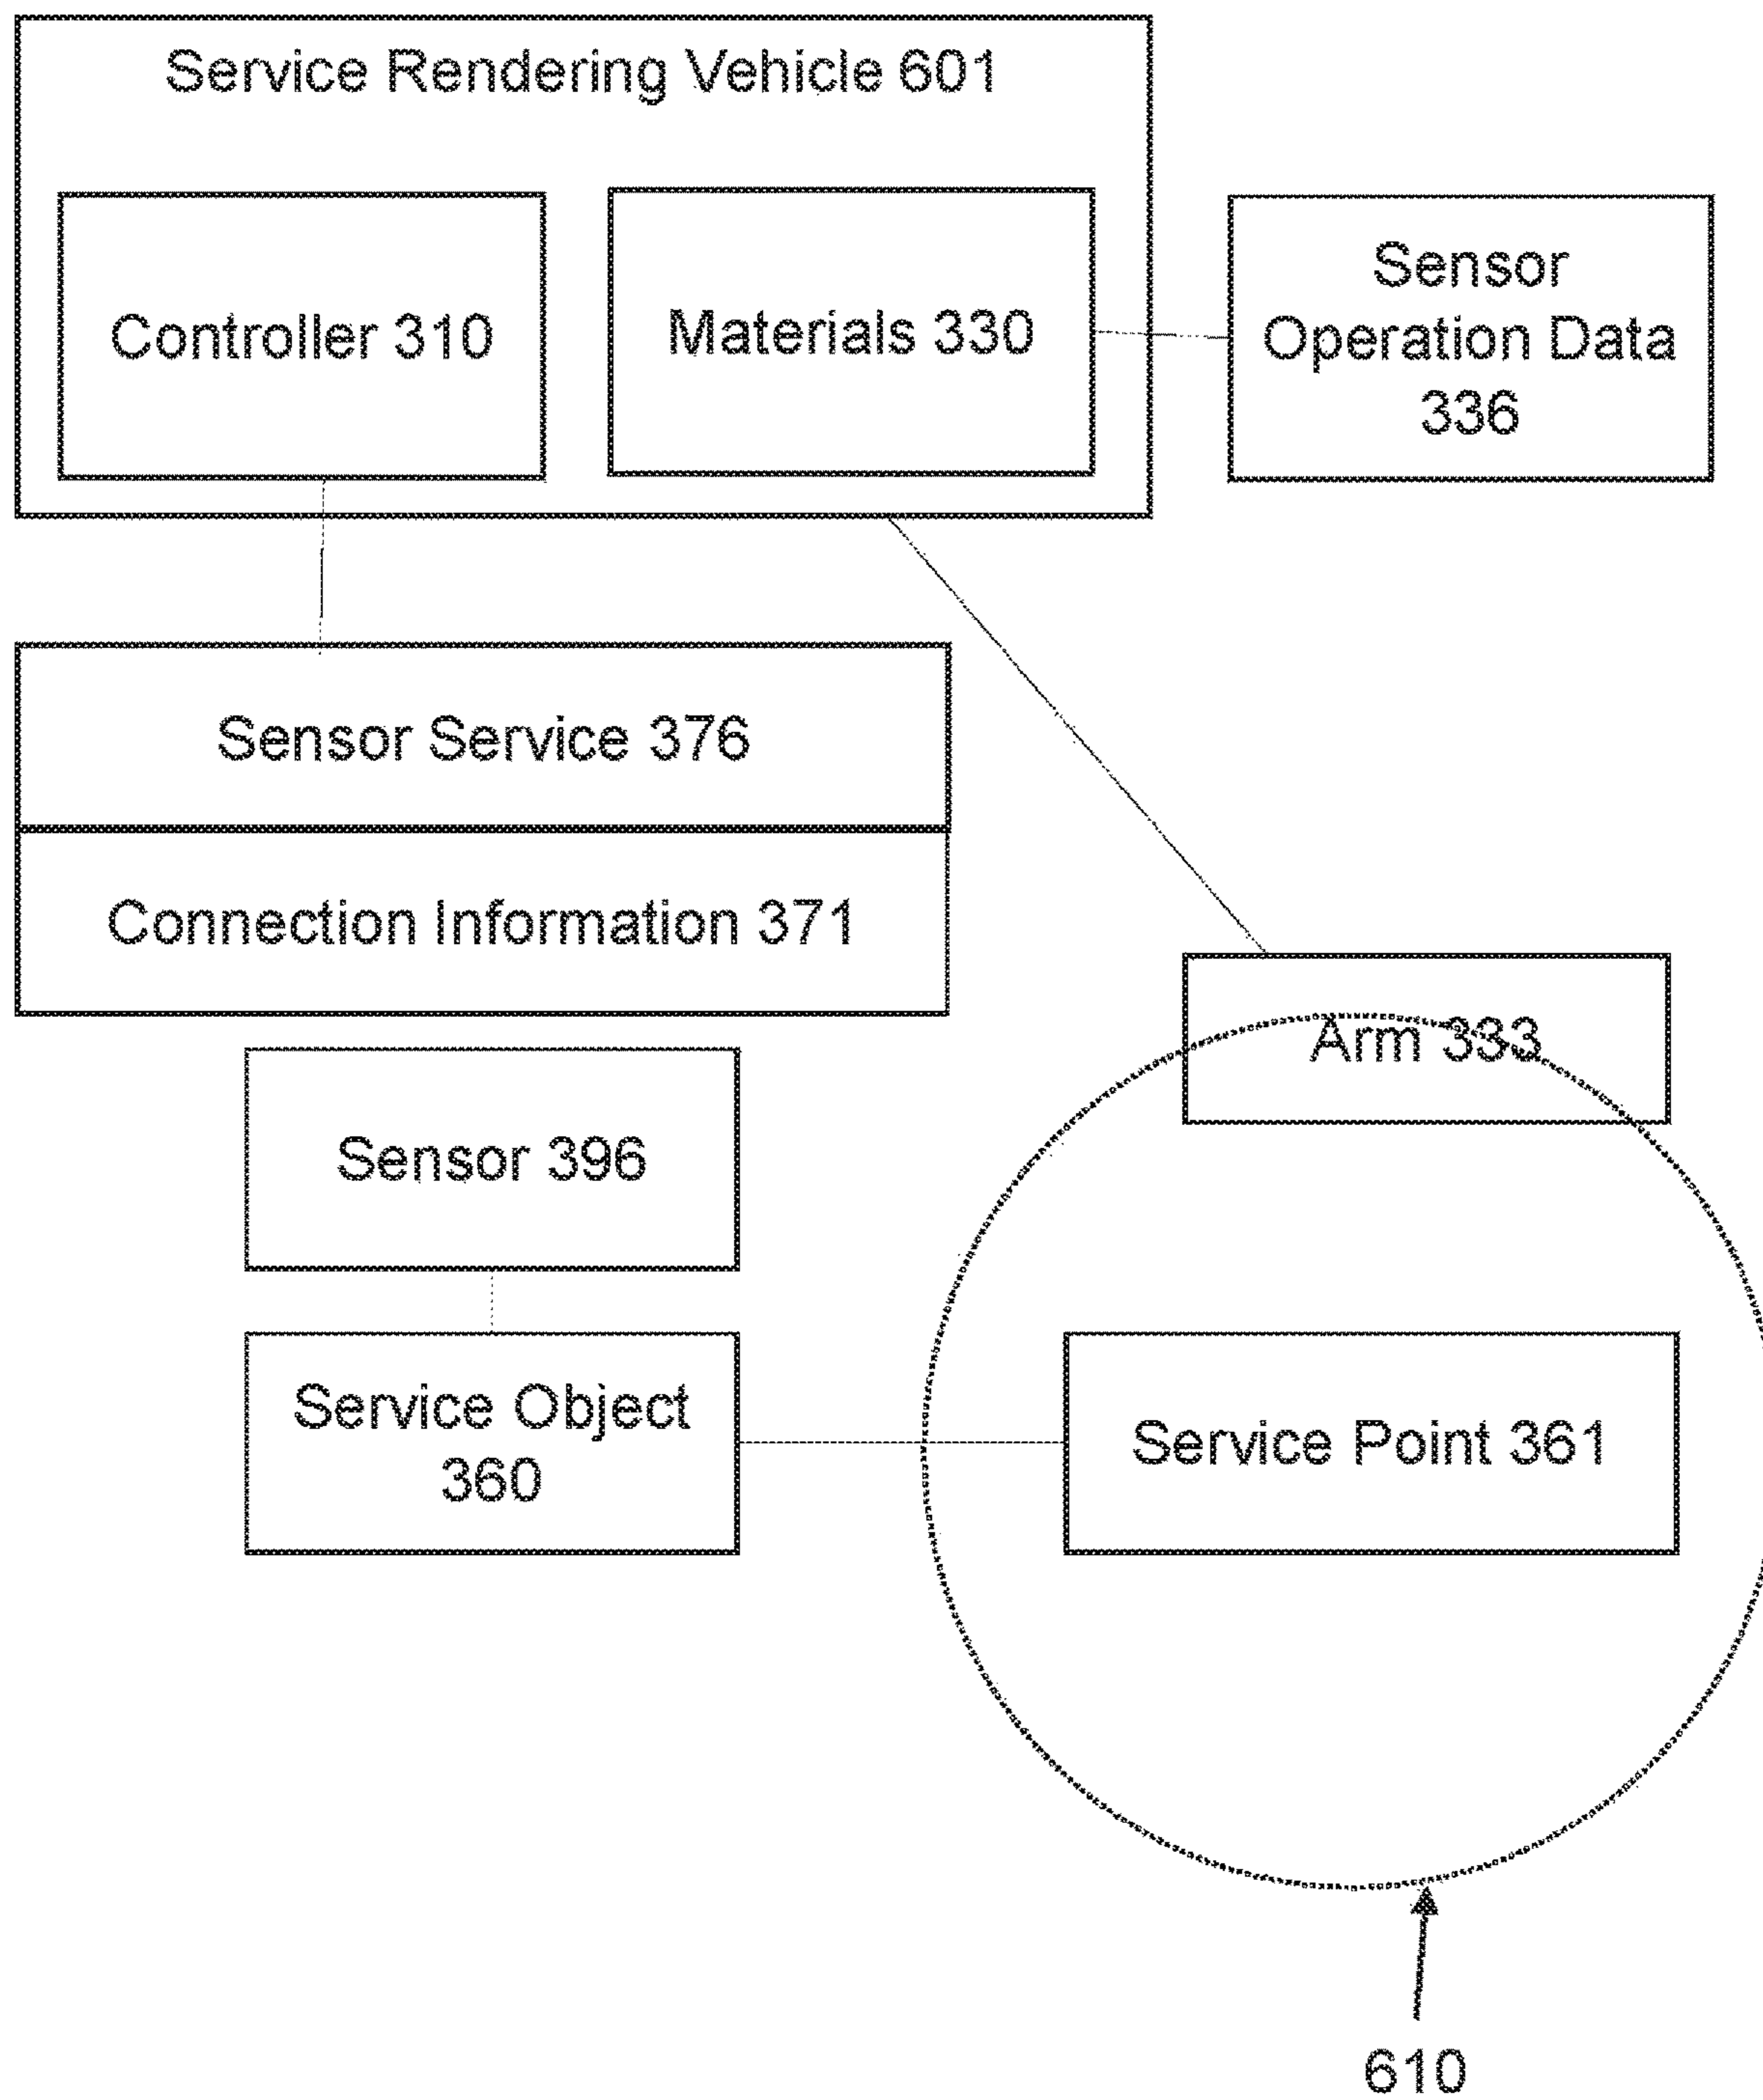 Service Rendering Vehicle 601
Controller 310
Materials 330
Sensor
Operation Data
336
Sensor Service 376
Connection Information 371
Arm 333
Sensor 396
Service Object
360
Service Point 361
610